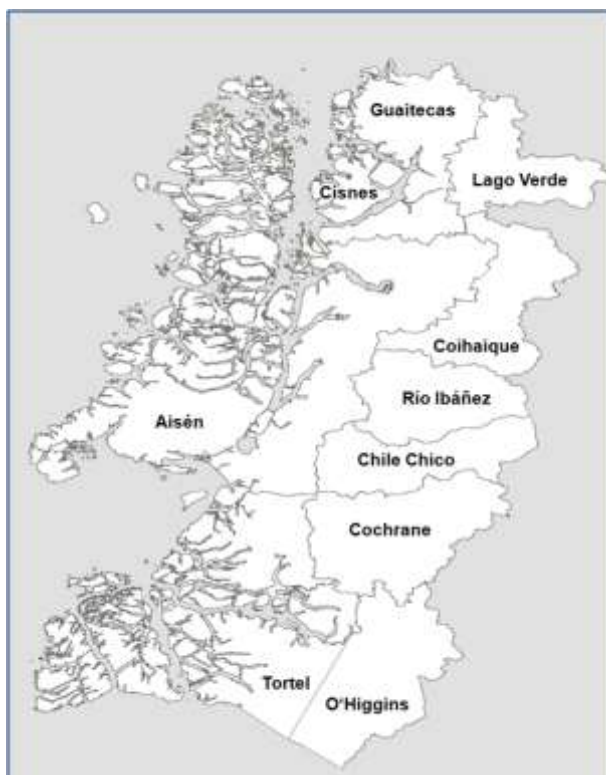 Guaitecas
Lago Verde
Cisnes
Coihaique
Río Ibáñez
Aisén
Chile Chico
Cochrane
Tortel
O'Higgins